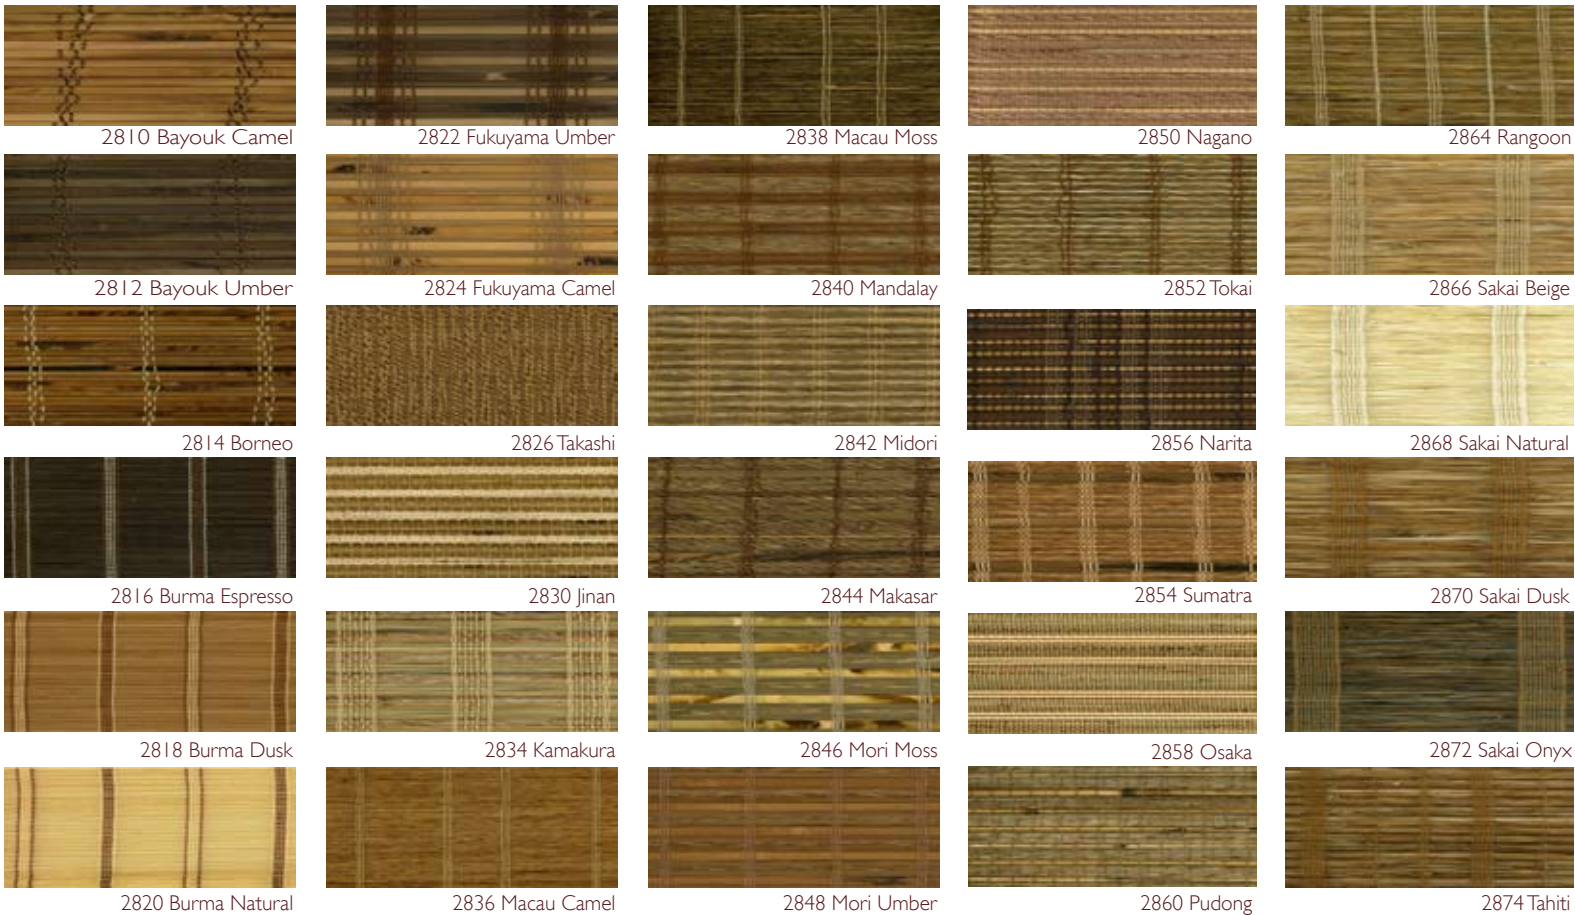 2810 Bayouk Camel
2822 Fukuyama Umber
2838 Macau Moss
2850 Nagano
2864 Rangoon
2812 Bayouk Umber
2824 Fukuyama Camel
2840 Mandalay
2852 Tokai
2866 Sakai Beige
2814 Borneo
2826 Takashi
2842 Midori
2856 Narita
2868 Sakai Natural
2816 Burma Espresso
2830 Jinan
2844 Makasar
2854 Sumatra
2870 Sakai Dusk
2818 Burma Dusk
2834 Kamakura
2846 Mori Moss
2858 Osaka
2872 Sakai Onyx
2820 Burma Natural
2836 Macau Camel
2848 Mori Umber
2860 Pudong
2874 Tahiti